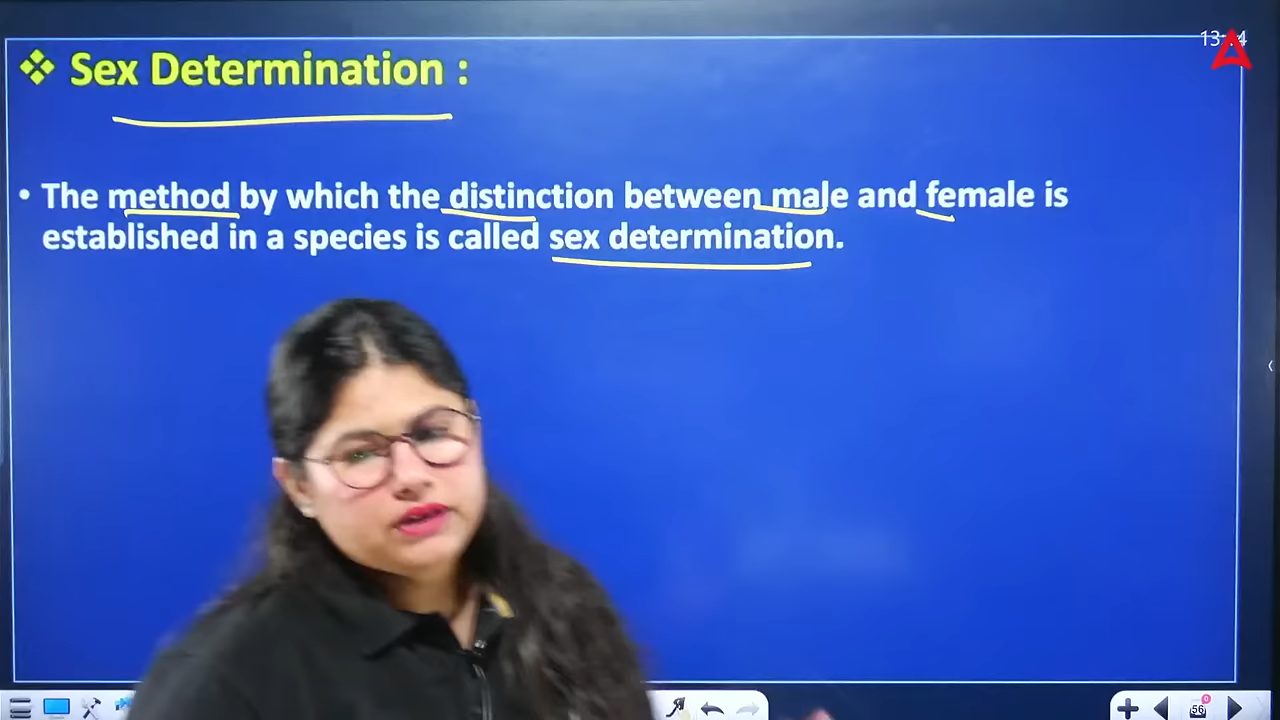 ❖ Sex Determination :
• The method by which the distinction between male and female is
established in a species is called sex determination.
56